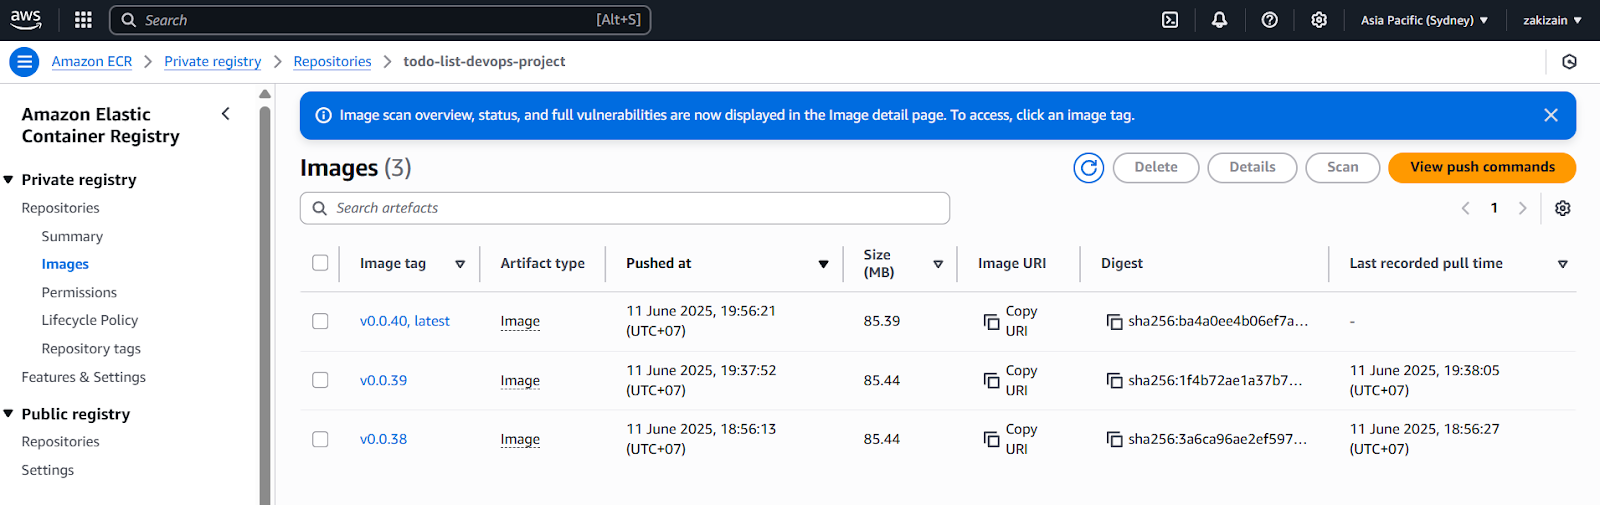 aws
Search
[Alt+S]
Asia Pacific (Sydney)
zakizain
Amazon ECR
Private registry
Repositories
todo-list-devops-project
Amazon Elastic
Container Registry
Private registry
Repositories
Summary
Images
Permissions
Lifecycle Policy
Repository tags
Features & Settings
Public registry
Repositories
Settings
Image scan overview, status, and full vulnerabilities are now displayed in the Image detail page. To access, click an image tag.
Images (3)
Delete
Details
Scan
View push commands
Search artefacts
1
Image tag
Artifact type
Pushed at
Size
(MB)
Image URI
Digest
Last recorded pull time
v0.0.40, latest
Image
11 June 2025, 19:56:21
(UTC+07)
85.39
Copy
URI
sha256:ba4a0ee4b06ef7a...
-
v0.0.39
Image
11 June 2025, 19:37:52
(UTC+07)
85.44
Copy
URI
sha256:1f4b72ae1a37b7...
11 June 2025, 19:38:05
(UTC+07)
v0.0.38
Image
11 June 2025, 18:56:13
(UTC+07)
85.44
Copy
URI
sha256:3a6ca96ae2ef597...
11 June 2025, 18:56:27
(UTC+07)